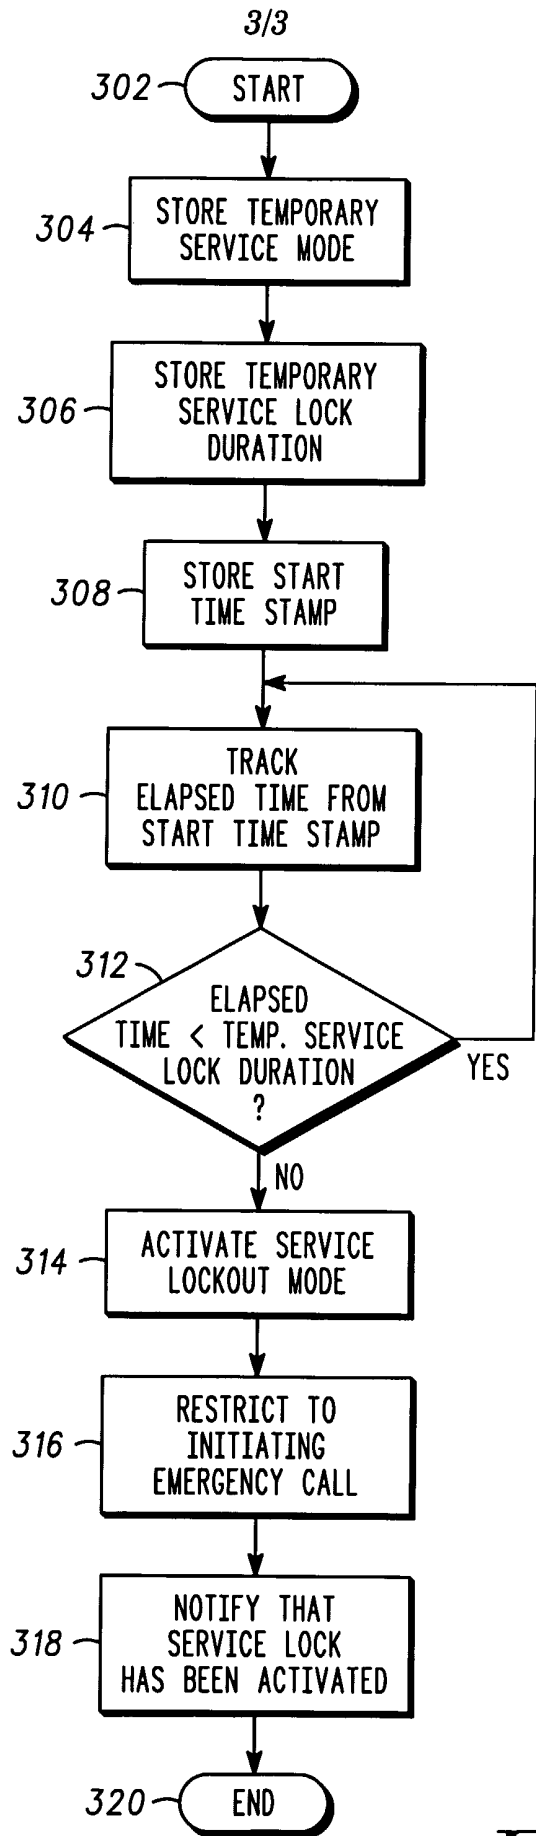 3/3
302
START
304
STORE TEMPORARY
SERVICE MODE
306
STORE TEMPORARY
SERVICE LOCK
DURATION
308
STORE START
TIME STAMP
310
TRACK
ELAPSED TIME FROM
START TIME STAMP
312
ELAPSED
TIME < TEMP. SERVICE
LOCK DURATION
?
YES
NO
314
ACTIVATE SERVICE
LOCKOUT MODE
316
RESTRICT TO
INITIATING
EMERGENCY CALL
318
NOTIFY THAT
SERVICE LOCK
HAS BEEN ACTIVATED
320
END